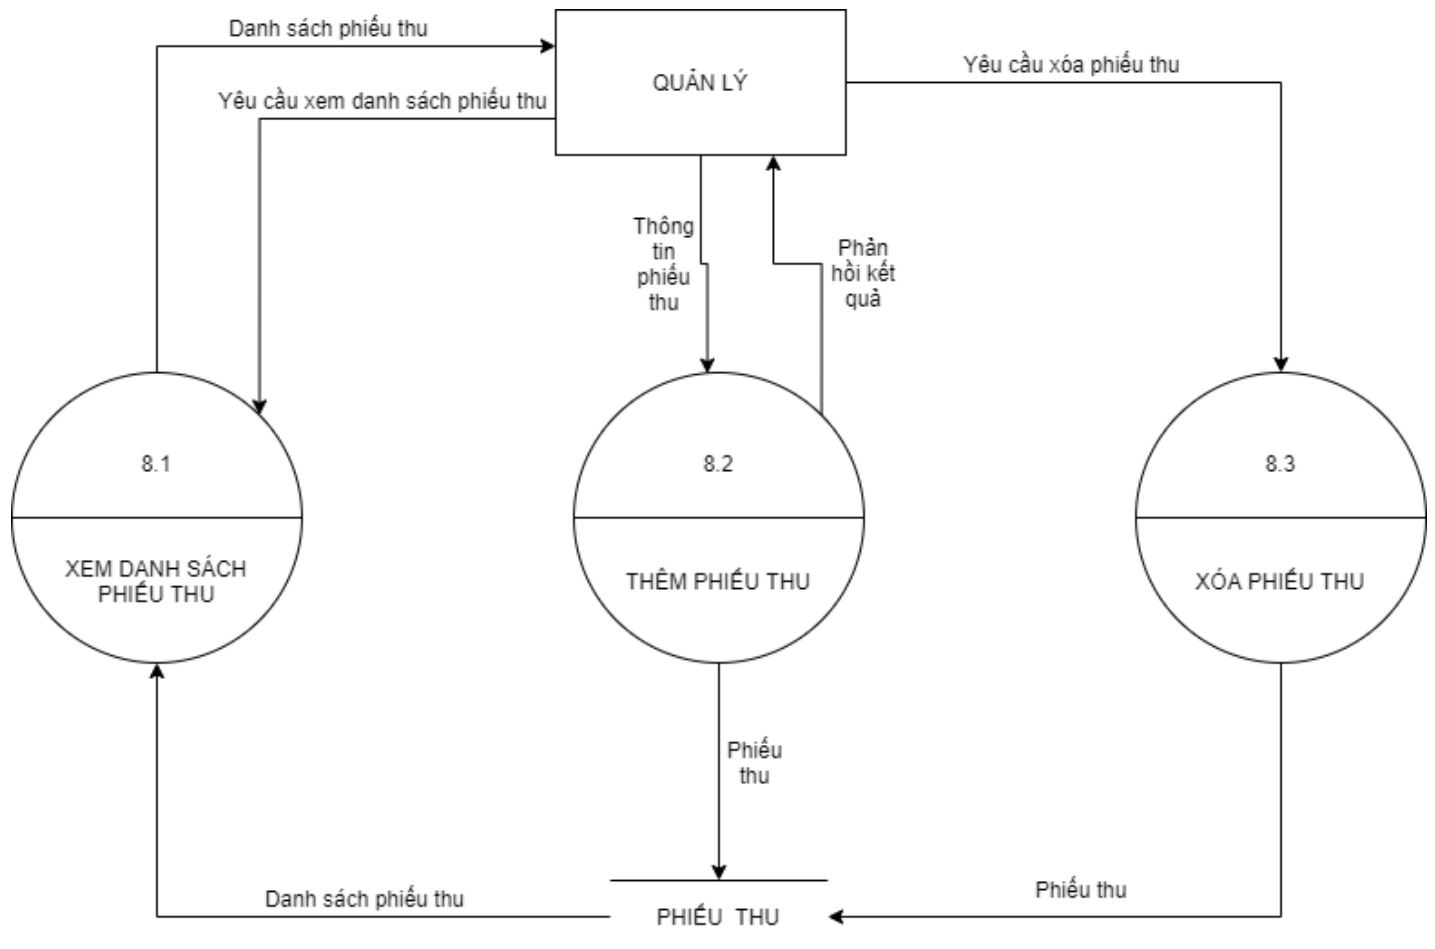 Danh sách phiếu thu
QUẢN LÝ
Yêu cầu xóa phiếu thu
Yêu cầu xem danh sách phiếu thu
Thông
tin
phiếu
thu
Phản
hồi kết
quả
8.1
XEM DANH SÁCH
PHIẾU THU
8.2
THÊM PHIẾU THU
8.3
XÓA PHIẾU THU
Phiếu
thu
Danh sách phiếu thu
PHIẾU THU
Phiếu thu